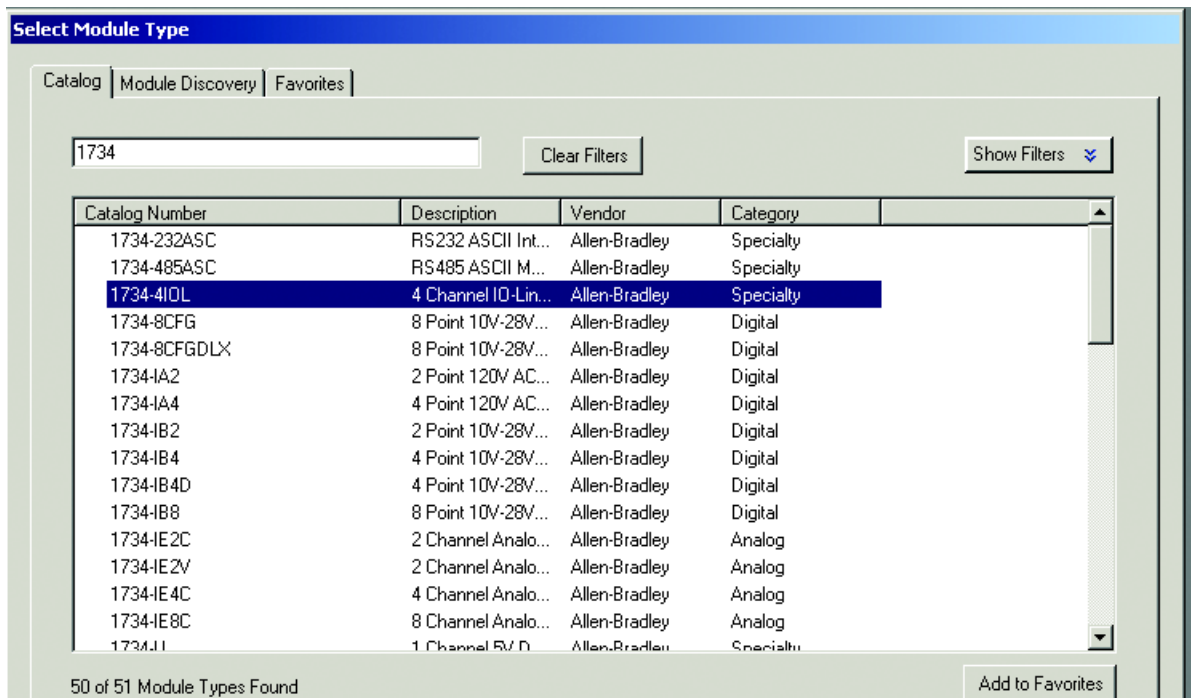 Select Module Type
Catalog Module Discovery Favorites
1734 Clear Filters Show Filters
Catalog Number Description Vendor Category
1734-232ASC RS232 ASCII Int... Allen-Bradley Specialty
1734-485ASC RS485 ASCII M... Allen-Bradley Specialty
1734-4IOL 4 Channel IO-Lin... Allen-Bradley Specialty
1734-8CFG 8 Point 10V-28V... Allen-Bradley Digital
1734-8CFGDLX 8 Point 10V-28V... Allen-Bradley Digital
1734-IA2 2 Point 120V AC... Allen-Bradley Digital
1734-IA4 4 Point 120V AC... Allen-Bradley Digital
1734-IB2 2 Point 10V-28V... Allen-Bradley Digital
1734-IB4 4 Point 10V-28V... Allen-Bradley Digital
1734-IB4D 4 Point 10V-28V... Allen-Bradley Digital
1734-IB8 8 Point 10V-28V... Allen-Bradley Digital
1734-IE2C 2 Channel Analo... Allen-Bradley Analog
1734-IE2V 2 Channel Analo... Allen-Bradley Analog
1734-IE4C 4 Channel Analo... Allen-Bradley Analog
1734-IE8C 8 Channel Analo... Allen-Bradley Analog
1 Channel 5V D... Allen-Bradley Specialty
50 of 51 Module Types Found Add to Favorites